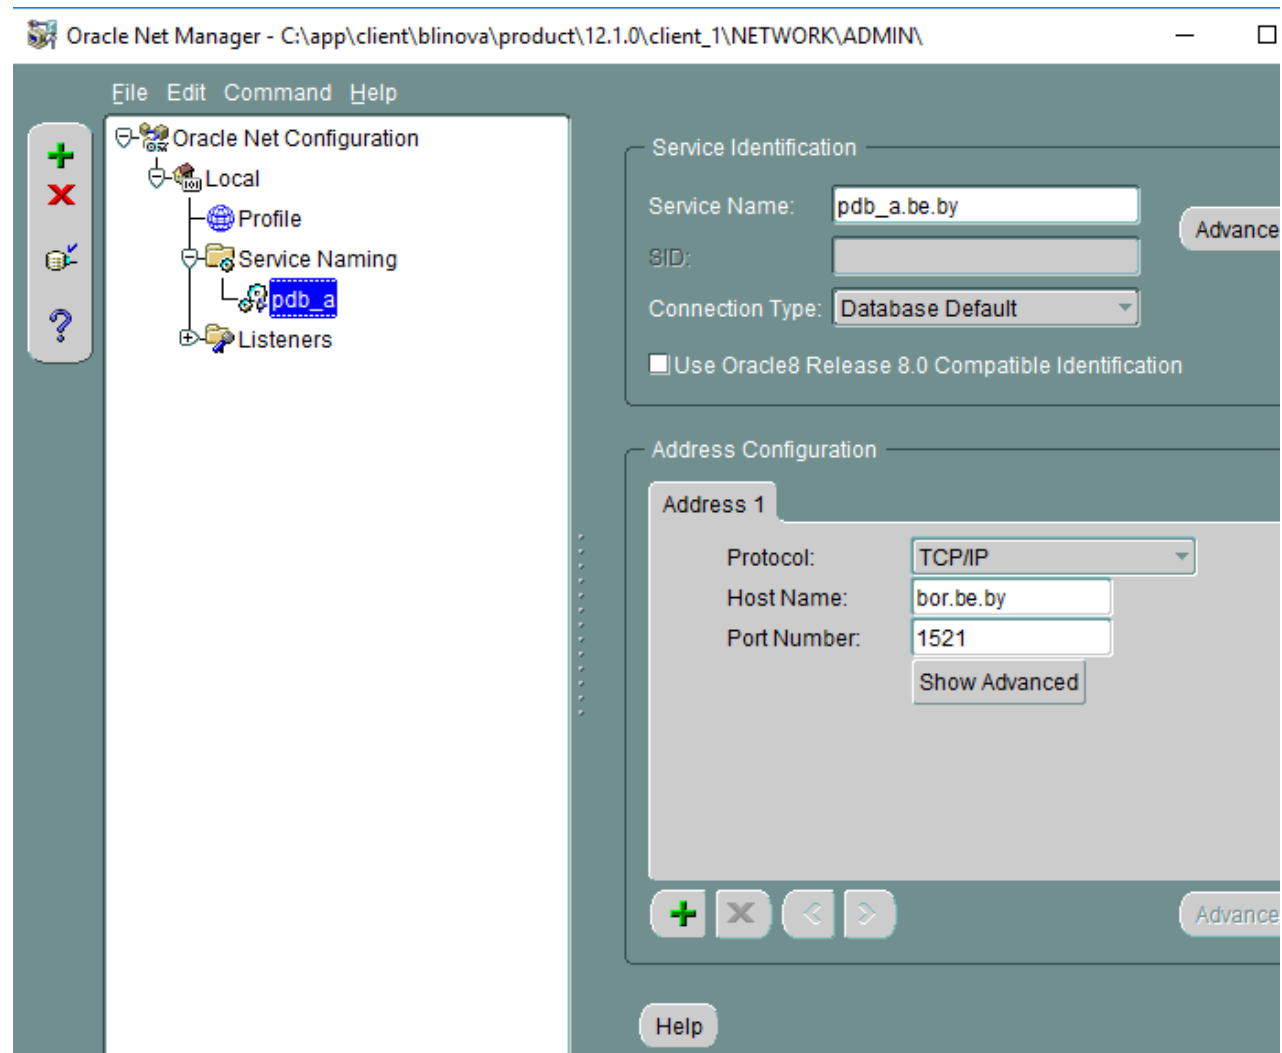 Oracle Net Manager - C:\app\client\blinova\product\12.1.0\client_1\NETWORK\ADMIN\
File Edit Command Help
Oracle Net Configuration
Local
Profile
Service Naming
pdb_a
Listeners
Service Identification
Service Name: pdb_a.be.by
Advance
SID:
Connection Type: Database Default
Use Oracle8 Release 8.0 Compatible Identification
Address Configuration
Address 1
Protocol: TCP/IP
Host Name: bor.be.by
Port Number: 1521
Show Advanced
Advance
Help